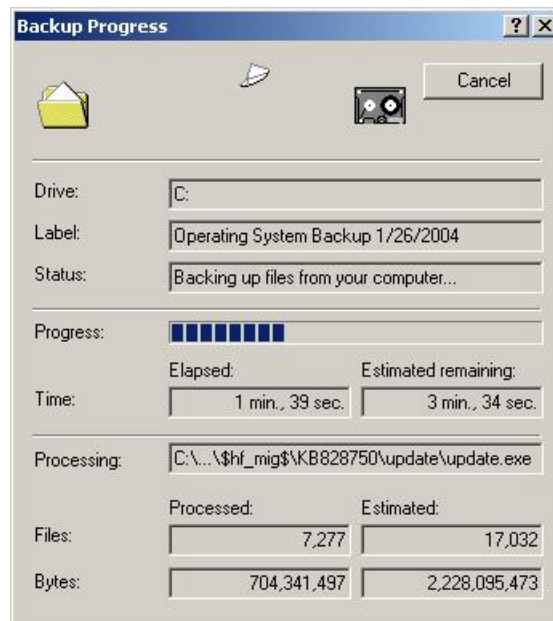 Backup Progress
Cancel
Drive: C:
Label: Operating System Backup 1/26/2004
Status: Backing up files from your computer...
Progress:
Elapsed: Estimated remaining:
Time: 1 min., 39 sec. 3 min., 34 sec.
Processing: C:\...\$hf_mig$\KB828750\update\update.exe
Processed: Estimated:
Files: 7,277 17,032
Bytes: 704,341,497 2,228,095,473